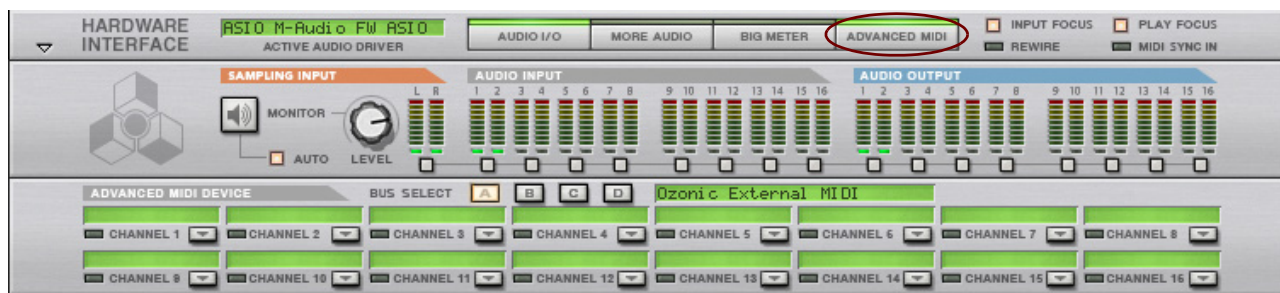 HARDWARE INTERFACE
ASIO M-Audio FW ASIO
ACTIVE AUDIO DRIVER
AUDIO I/O MORE AUDIO BIG METER ADVANCED MIDI
INPUT FOCUS PLAY FOCUS
REWIRE MIDI SYNC IN
SAMPLING INPUT
L R
MONITOR
AUTO LEVEL
AUDIO INPUT
1 2 3 4 5 6 7 8 9 10 11 12 13 14 15 16
AUDIO OUTPUT
1 2 3 4 5 6 7 8 9 10 11 12 13 14 15 16
ADVANCED MIDI DEVICE BUS SELECT A B C D Ozonic External MIDI
CHANNEL 1 CHANNEL 2 CHANNEL 3 CHANNEL 4 CHANNEL 5 CHANNEL 6 CHANNEL 7 CHANNEL 8
CHANNEL 9 CHANNEL 10 CHANNEL 11 CHANNEL 12 CHANNEL 13 CHANNEL 14 CHANNEL 15 CHANNEL 16